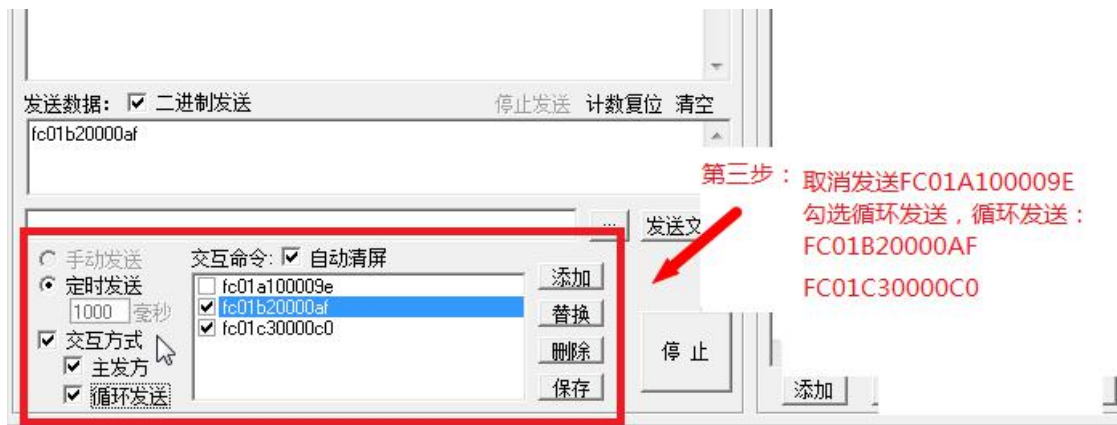 发送数据: 二进制发送 停止发送 计数复位 清空
fc01b20000af
第三步： 取消发送FC01A100009E
勾选循环发送，循环发送：
FC01B20000AF
FC01C30000C0
... 发送文
手动发送 交互命令: 自动清屏
定时发送 fc01a100009e 添加
1000 毫秒 fc01b20000af 替换
交互方式 fc01c30000c0
主发方 删除 停止
循环发送 保存
添加